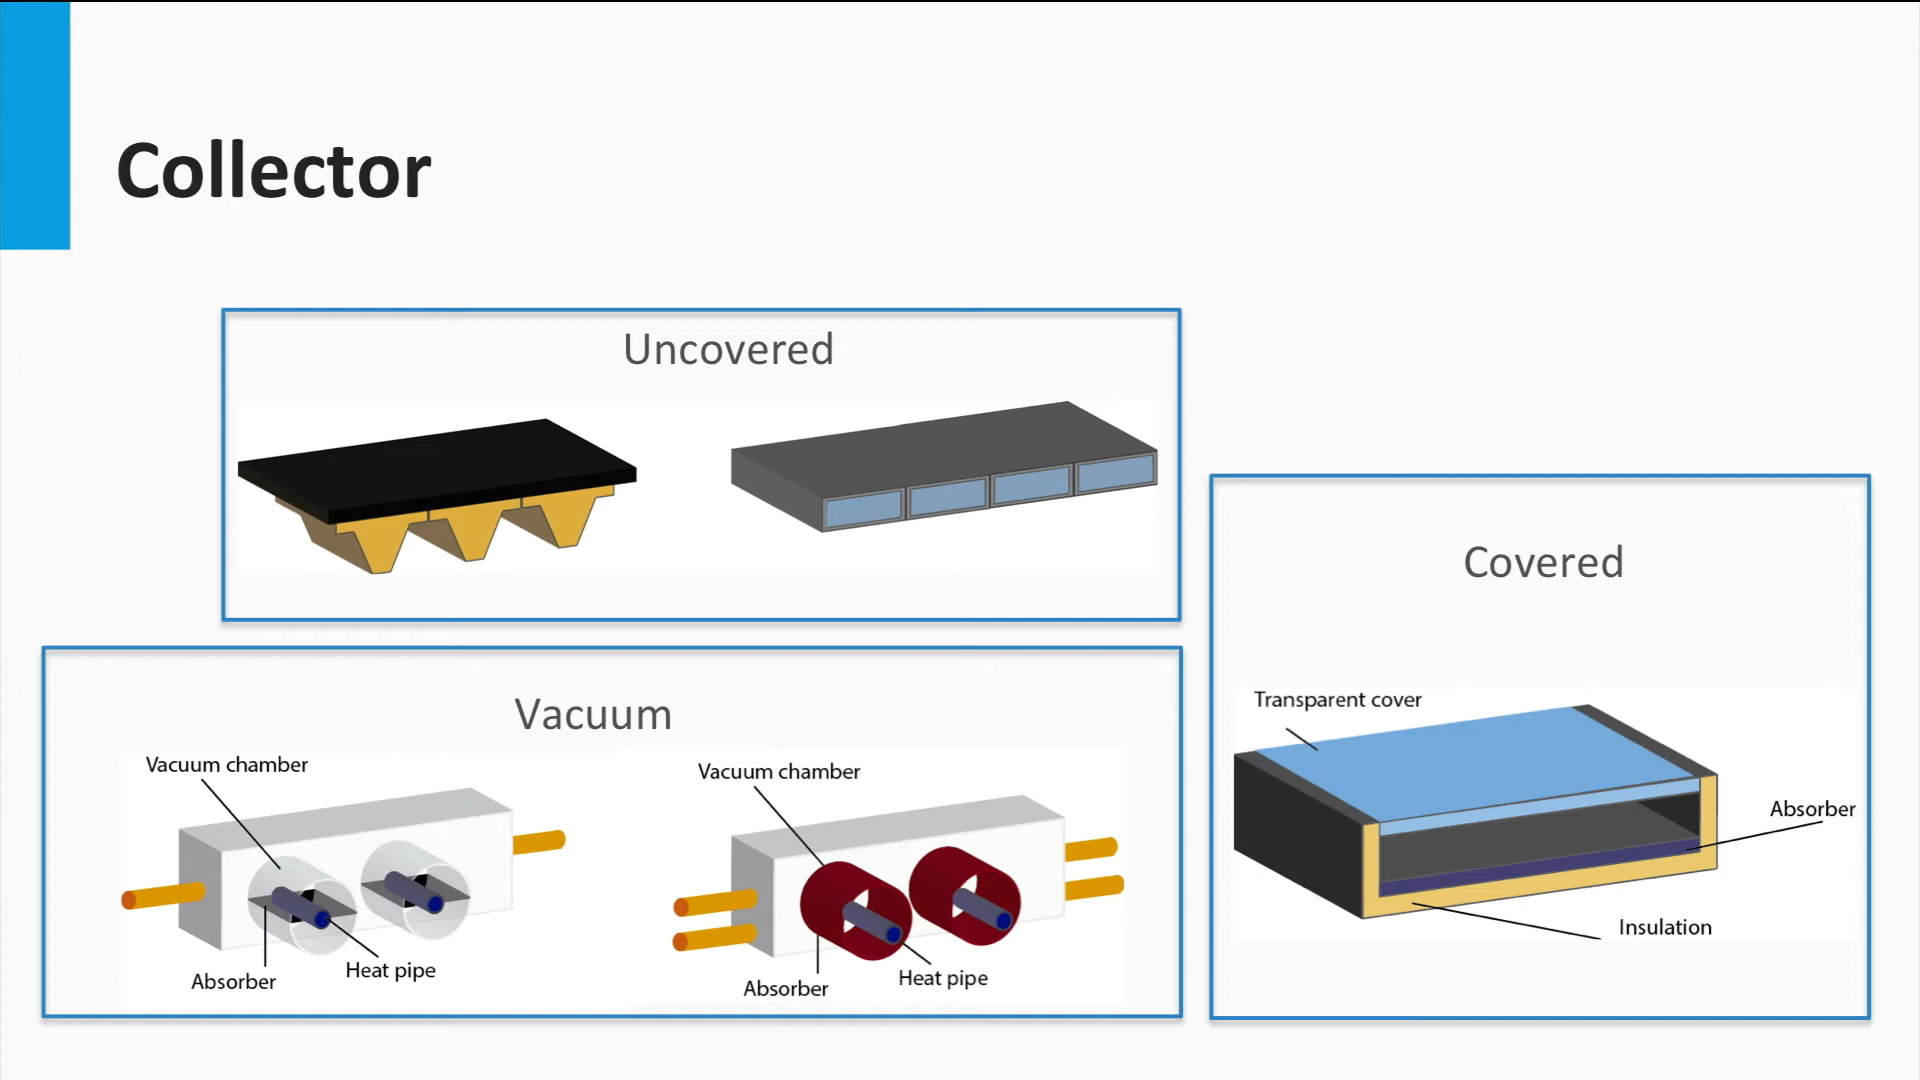 Collector
Uncovered
Covered
Transparent cover
Absorber
Insulation
Vacuum
Vacuum chamber
Absorber
Heat pipe
Vacuum chamber
Absorber
Heat pipe